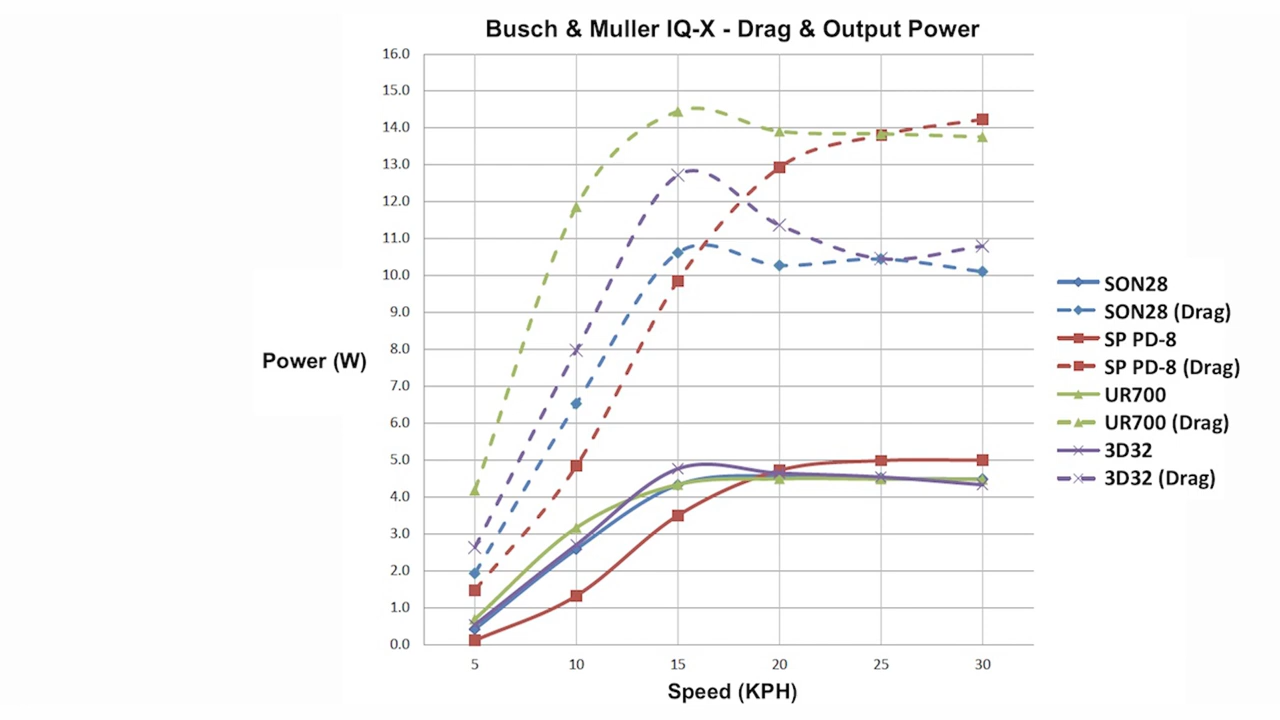 Busch & Muller IQ-X - Drag & Output Power
16.0
15.0
14.0
13.0
12.0
11.0
10.0
9.0
8.0
7.0
6.0
5.0
4.0
3.0
2.0
1.0
0.0
Power (W)
5 10 15 20 25 30
Speed (KPH)
SON28
SON28 (Drag)
SP PD-8
SP PD-8 (Drag)
UR700
UR700 (Drag)
3D32
3D32 (Drag)